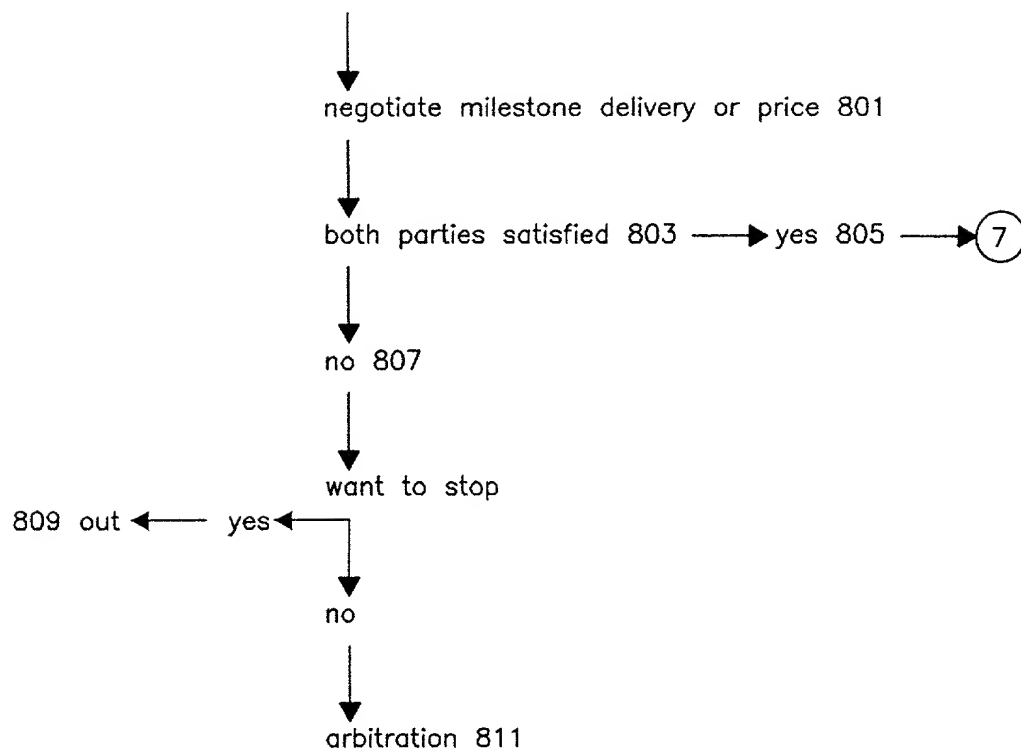 negotiate milestone delivery or price 801
both parties satisfied 803 yes 805 7
no 807
want to stop
809 out yes
no
arbitration 811